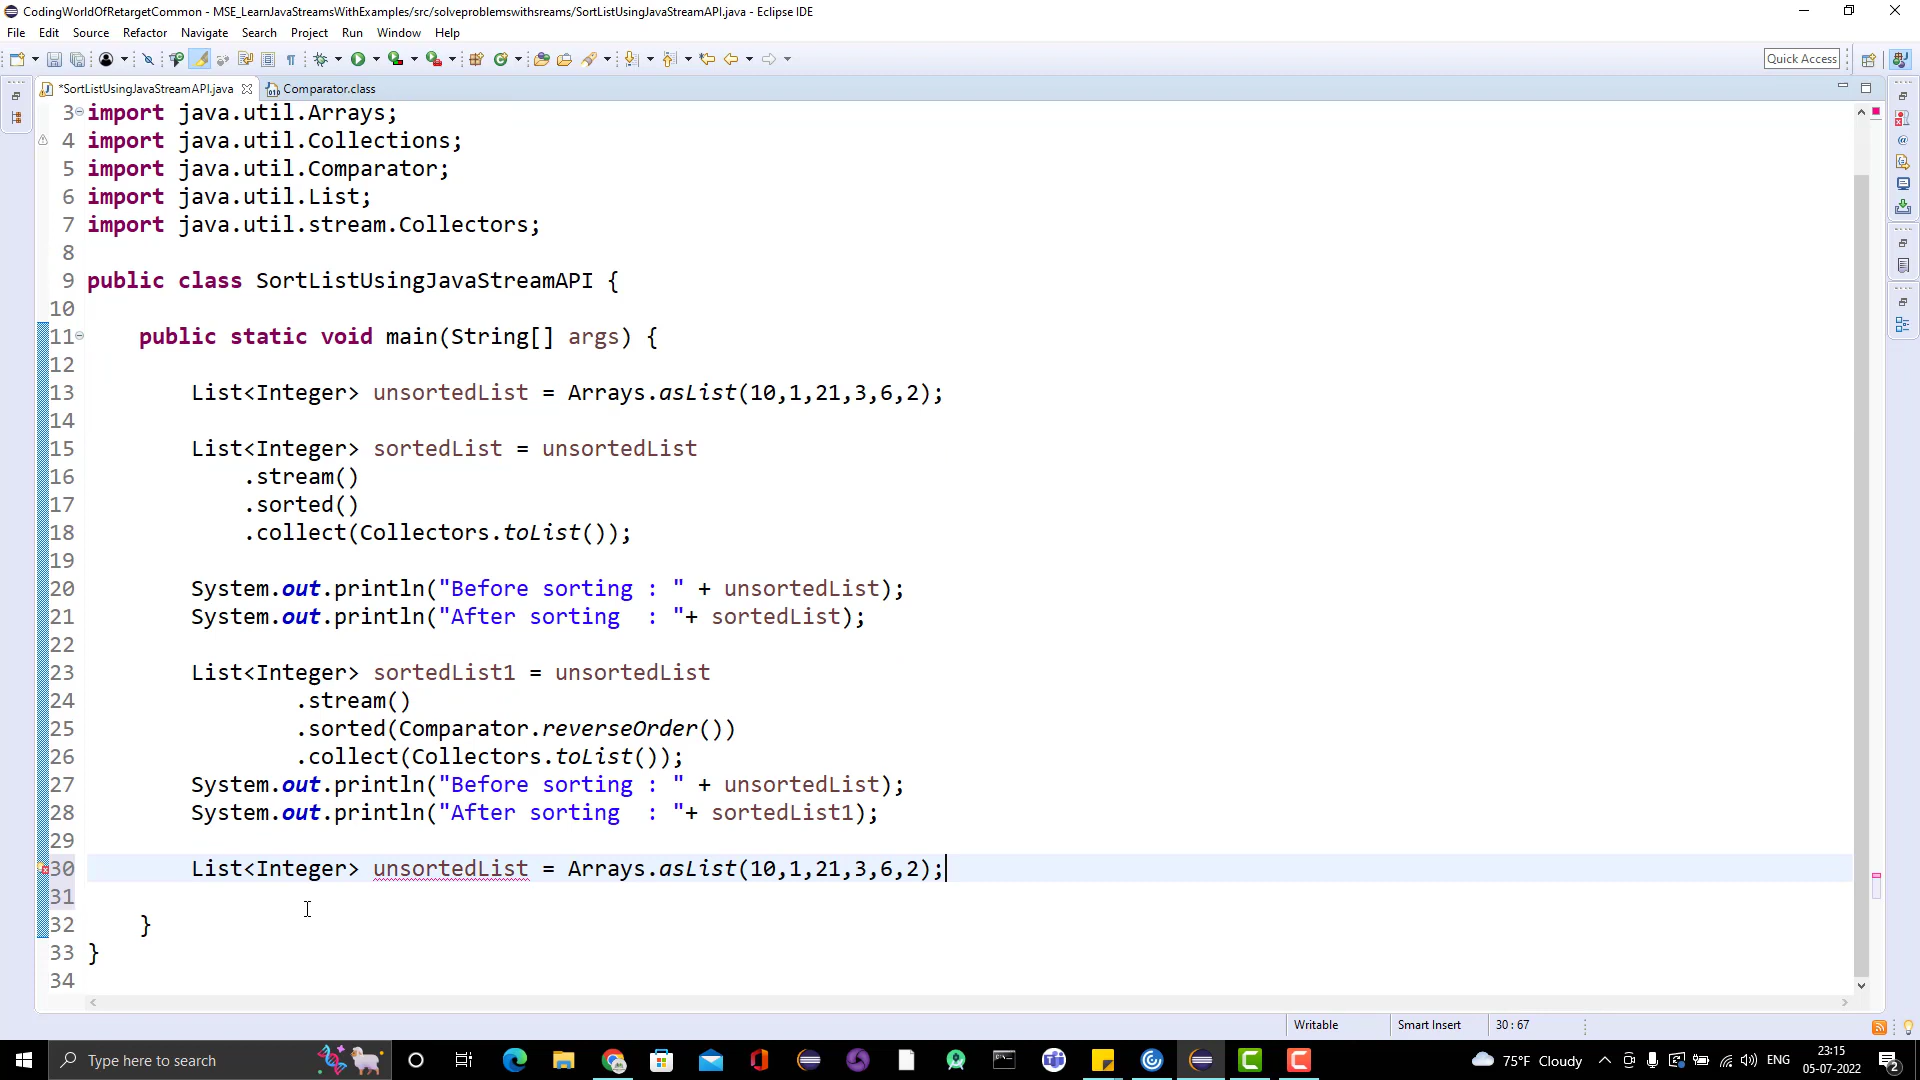 CodingWorldOfRetargetCommon - MSE_LearnJavaStreamsWithExamples/src/solveproblemswithsreams/SortListUsingJavaStreamAPI.java - Eclipse IDE
File Edit Source Refactor Navigate Search Project Run Window Help
Quick Access
*SortListUsingJavaStreamAPI.java Comparator.class
3 import java.util.Arrays;
4 import java.util.Collections;
5 import java.util.Comparator;
6 import java.util.List;
7 import java.util.stream.Collectors;
8
9 public class SortListUsingJavaStreamAPI {
10
11 public static void main(String[] args) {
12
13 List<Integer> unsortedList = Arrays.asList(10,1,21,3,6,2);
14
15 List<Integer> sortedList = unsortedList
16 .stream()
17 .sorted()
18 .collect(Collectors.toList());
19
20 System.out.println("Before sorting : " + unsortedList);
21 System.out.println("After sorting  : "+ sortedList);
22
23 List<Integer> sortedList1 = unsortedList
24 .stream()
25 .sorted(Comparator.reverseOrder())
26 .collect(Collectors.toList());
27 System.out.println("Before sorting : " + unsortedList);
28 System.out.println("After sorting  : "+ sortedList1);
29
30 List<Integer> unsortedList = Arrays.asList(10,1,21,3,6,2);
31
32 }
33 }
34
Writable Smart Insert 30 : 67
Type here to search
75°F Cloudy ENG 23:15
05-07-2022 2